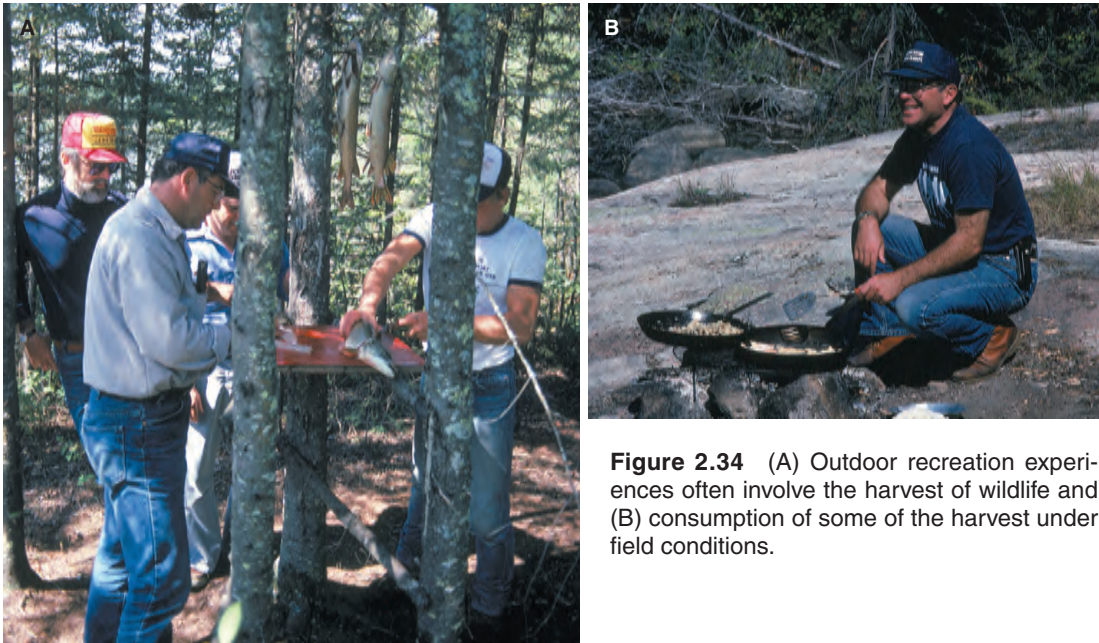 A
B
Figure 2.34 (A) Outdoor recreation experi-
ences often involve the harvest of wildlife and
(B) consumption of some of the harvest under
field conditions.